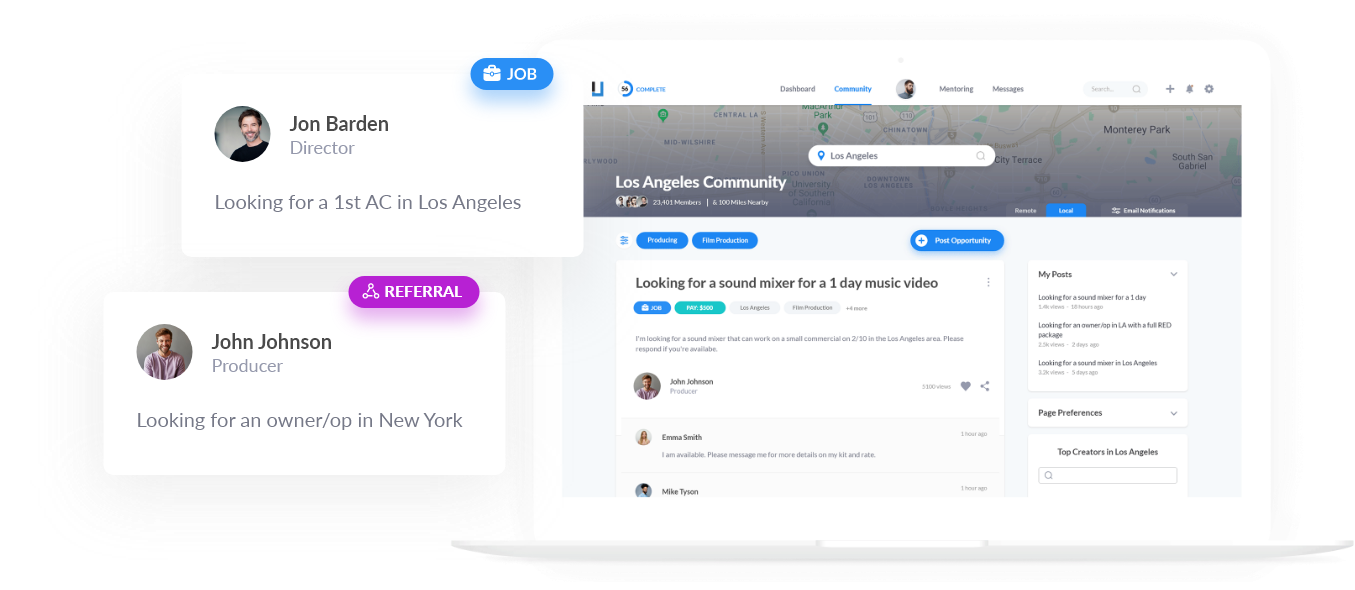 JOB
Jon Barden
Director
Looking for a 1st AC in Los Angeles
REFERRAL
John Johnson
Producer
Looking for an owner/op in New York
56 COMPLETE
Dashboard Community Mentoring Messages
Search...
MacArthur
Park
CENTRAL LA
101
110
CHINATOWN
Monterey Park
MID-WILSHIRE
LYWOOD
City Terrace
South San
Gabriel
Los Angeles
PICO UNION
University
of Southern
California
DOWNTOWN
LOS ANGELES
Los Angeles Community
23,401 Members | & 100 Miles Nearby
Remote Local Email Notifications
Producing Film Production
Post Opportunity
Looking for a sound mixer for a 1 day music video
JOB PAY: $500 Los Angeles Film Production +4 more
I'm looking for a sound mixer that can work on a small commercial on 2/10 in the Los Angeles area. Please
respond if you're availabe.
John Johnson
Producer
5100 views
Emma Smith
1 hour ago
I am available. Please message me for more details on my kit and rate.
Mike Tyson
1 hour ago
My Posts
Looking for a sound mixer for a 1 day
1.4k views - 10 hours ago
Looking for an owner/op in LA with a full RED
package
2.3k views - 2 days ago
Looking for a sound mixer in Los Angeles
3.2k views - 5 days ago
Page Preferences
Top Creators in Los Angeles